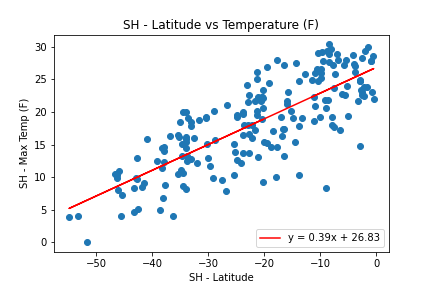 SH - Latitude vs Temperature (F)
SH - Max Temp (F)
30
25
20
15
10
5
0
y = 0.39x + 26.83
−50 −40 −30 −20 −10 0
SH - Latitude